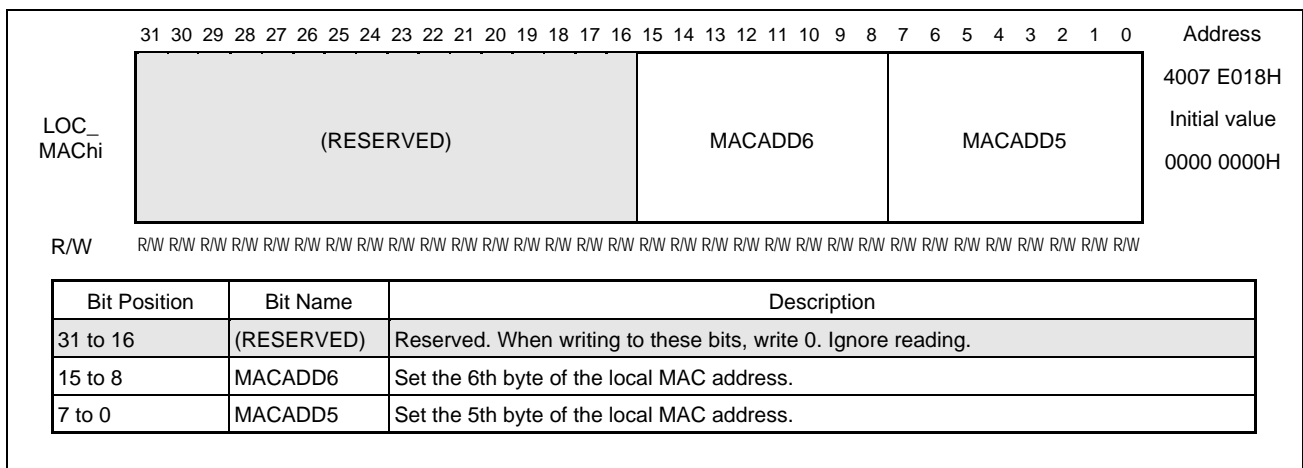 31 30 29 28 27 26 25 24 23 22 21 20 19 18 17 16 15 14 13 12 11 10 9 8 7 6 5 4 3 2 1 0 Address
4007 E018H
LOC_
MAChi
(RESERVED) MACADD6 MACADD5
Initial value
0000 0000H
R/W R/W R/W R/W R/W R/W R/W R/W R/W R/W R/W R/W R/W R/W R/W R/W R/W R/W R/W R/W R/W R/W R/W R/W R/W R/W R/W R/W R/W R/W R/W R/W R/W
Bit Position Bit Name Description
31 to 16 (RESERVED) Reserved. When writing to these bits, write 0. Ignore reading.
15 to 8 MACADD6 Set the 6th byte of the local MAC address.
7 to 0 MACADD5 Set the 5th byte of the local MAC address.